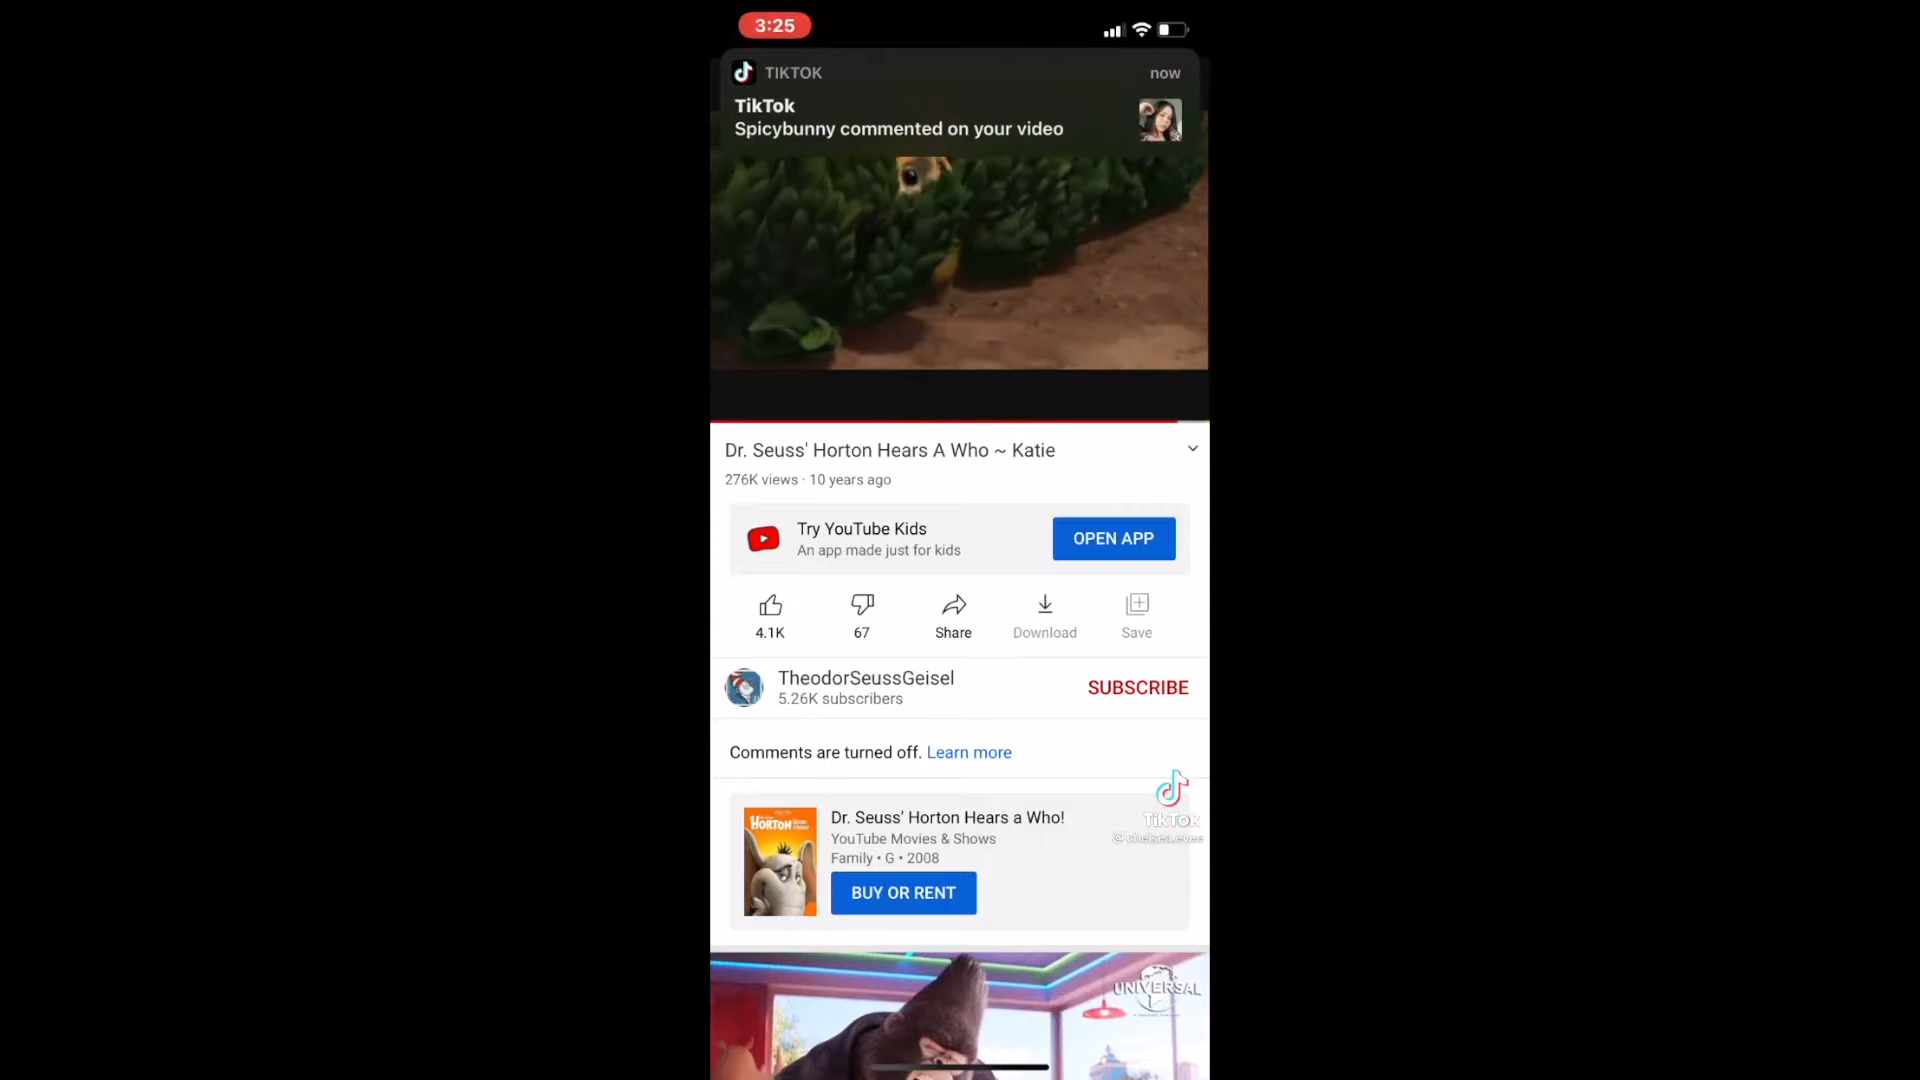 3:25
TIKTOK
now
TikTok
Spicybunny commented on your video
Dr. Seuss' Horton Hears A Who ~ Katie
276K views · 10 years ago
Try YouTube Kids
An app made just for kids
OPEN APP
4.1K
67
Share
Download
Save
TheodorSeussGeisel
5.26K subscribers
SUBSCRIBE
Comments are turned off. Learn more
Dr. Seuss' Horton Hears a Who!
YouTube Movies & Shows
Family • G • 2008
BUY OR RENT
HORTON
TikTok
@chelsea.evee
UNIVERSAL